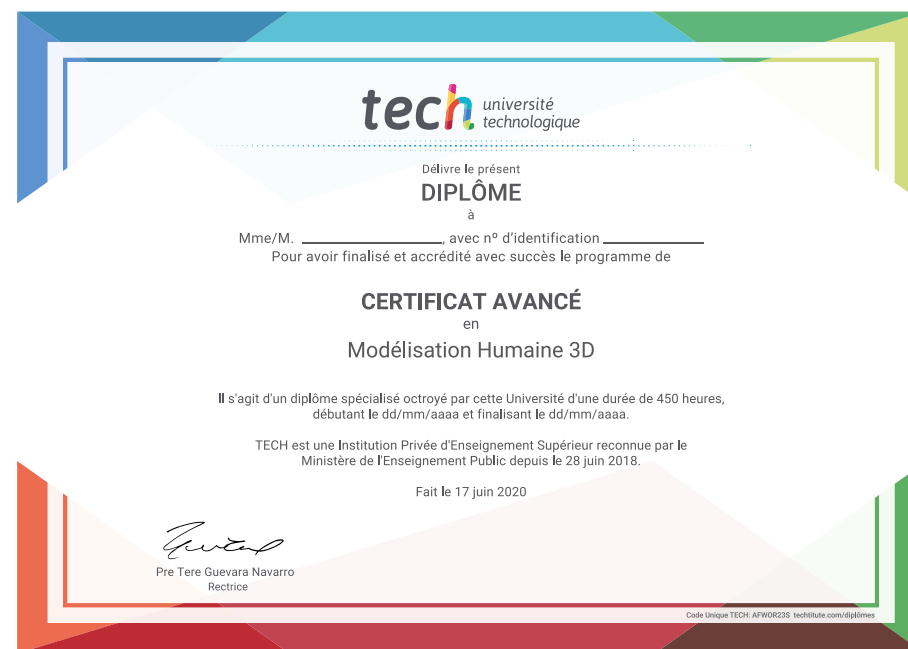 tech université
technologique
Délivre le présent
DIPLÔME
à
Mme/M. ____________________, avec nº d'identification ______________
Pour avoir finalisé et accrédité avec succès le programme de
CERTIFICAT AVANCÉ
en
Modélisation Humaine 3D
Il s'agit d'un diplôme spécialisé octroyé par cette Université d'une durée de 450 heures,
débutant le dd/mm/aaaa et finalisant le dd/mm/aaaa.
TECH est une Institution Privée d'Enseignement Supérieur reconnue par le
Ministère de l'Enseignement Public depuis le 28 juin 2018.
Fait le 17 juin 2020
Pre Tere Guevara Navarro
Rectrice
Code Unique TECH: AFWOR23S techtitute.com/diplômes